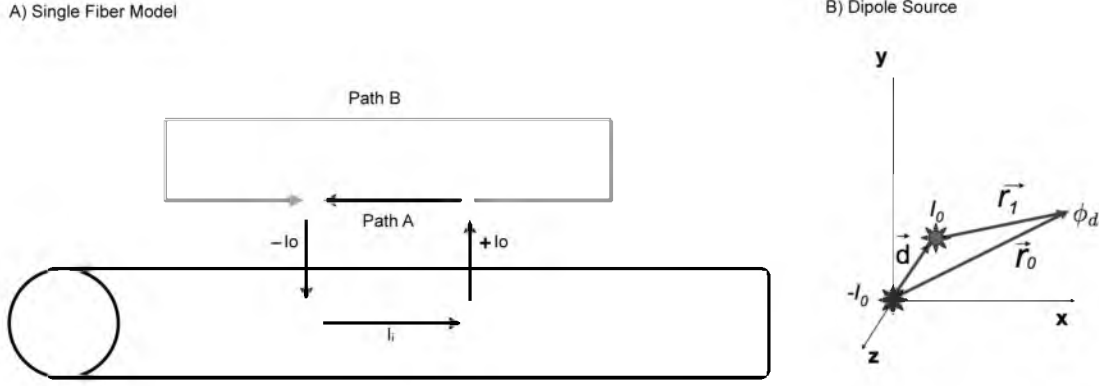 A) Single Fiber Model
B) Dipole Source
Path B
Path A
–Io
+Io
Iᵢ
y
I₀
r₁
ϕd
d
r₀
-I₀
x
z